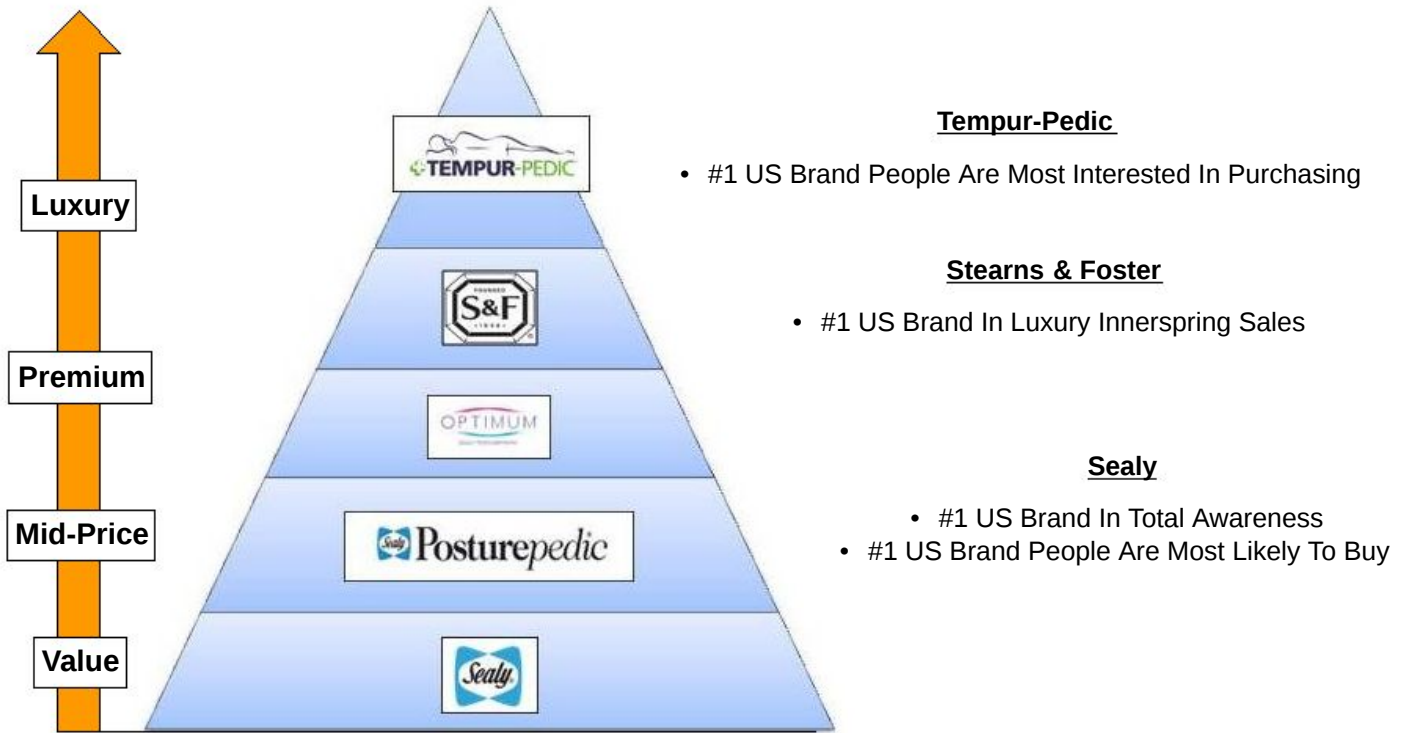 TEMPUR-PEDIC
Luxury
Tempur-Pedic
• #1 US Brand People Are Most Interested In Purchasing
S&F
Stearns & Foster
• #1 US Brand In Luxury Innerspring Sales
Premium
OPTIMUM
Sealy
• #1 US Brand In Total Awareness
• #1 US Brand People Are Most Likely To Buy
Mid-Price
Sealy Posturepedic
Value
Sealy